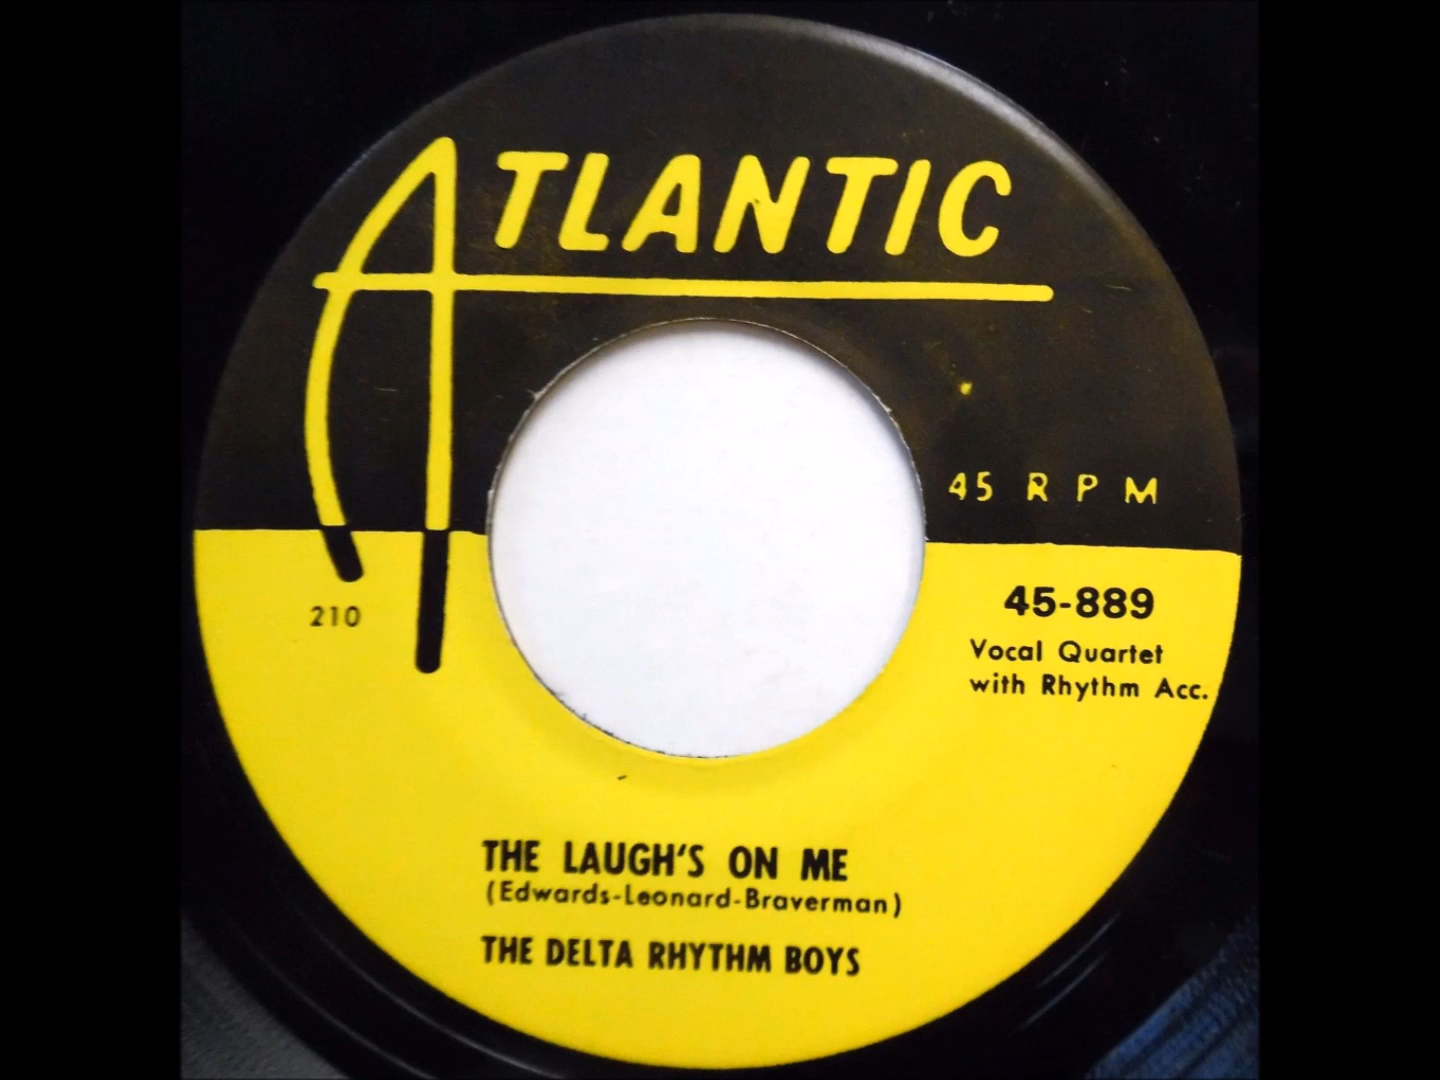 ATLANTIC
45 RPM
45-889
210
Vocal Quartet
with Rhythm Acc.
THE LAUGH'S ON ME
(Edwards-Leonard-Braverman)
THE DELTA RHYTHM BOYS